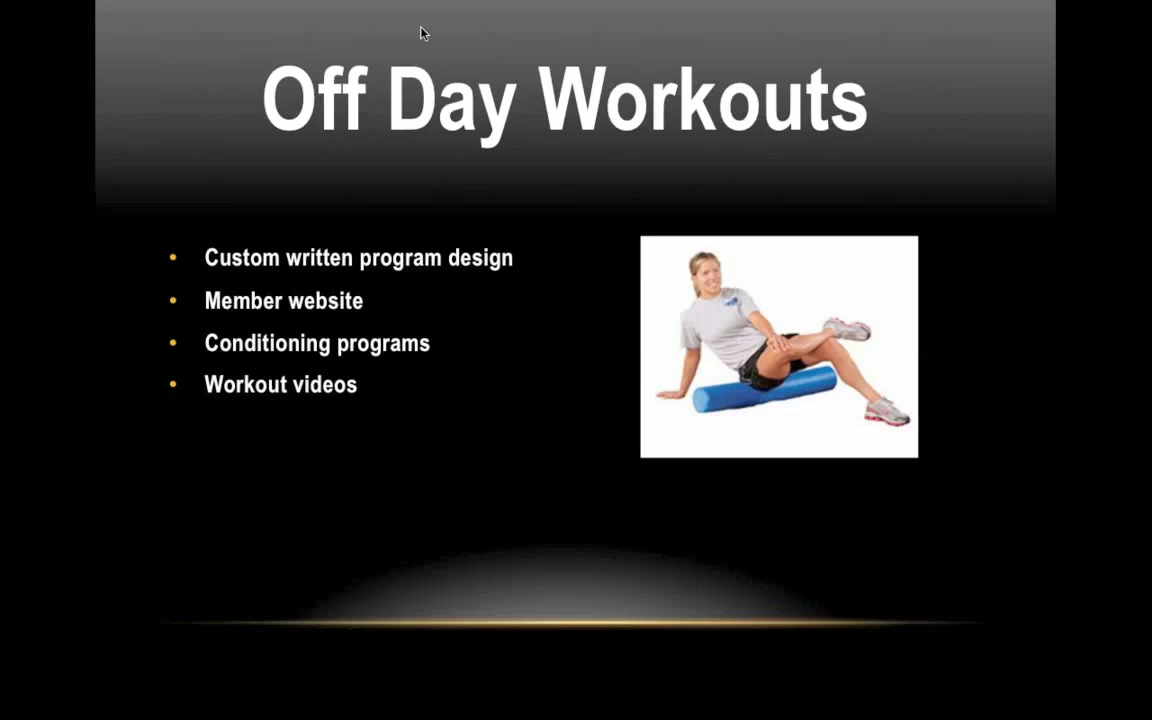 Off Day Workouts
• Custom written program design
• Member website
• Conditioning programs
• Workout videos